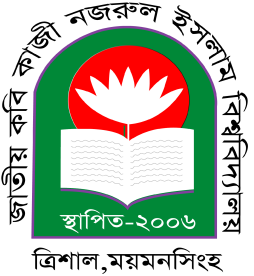 জাতীয় কবি কাজী নজরুল ইসলাম বিশ্ববিদ্যালয়
স্থাপিত-২০০৬
ত্রিশাল,ময়মনসিংহ